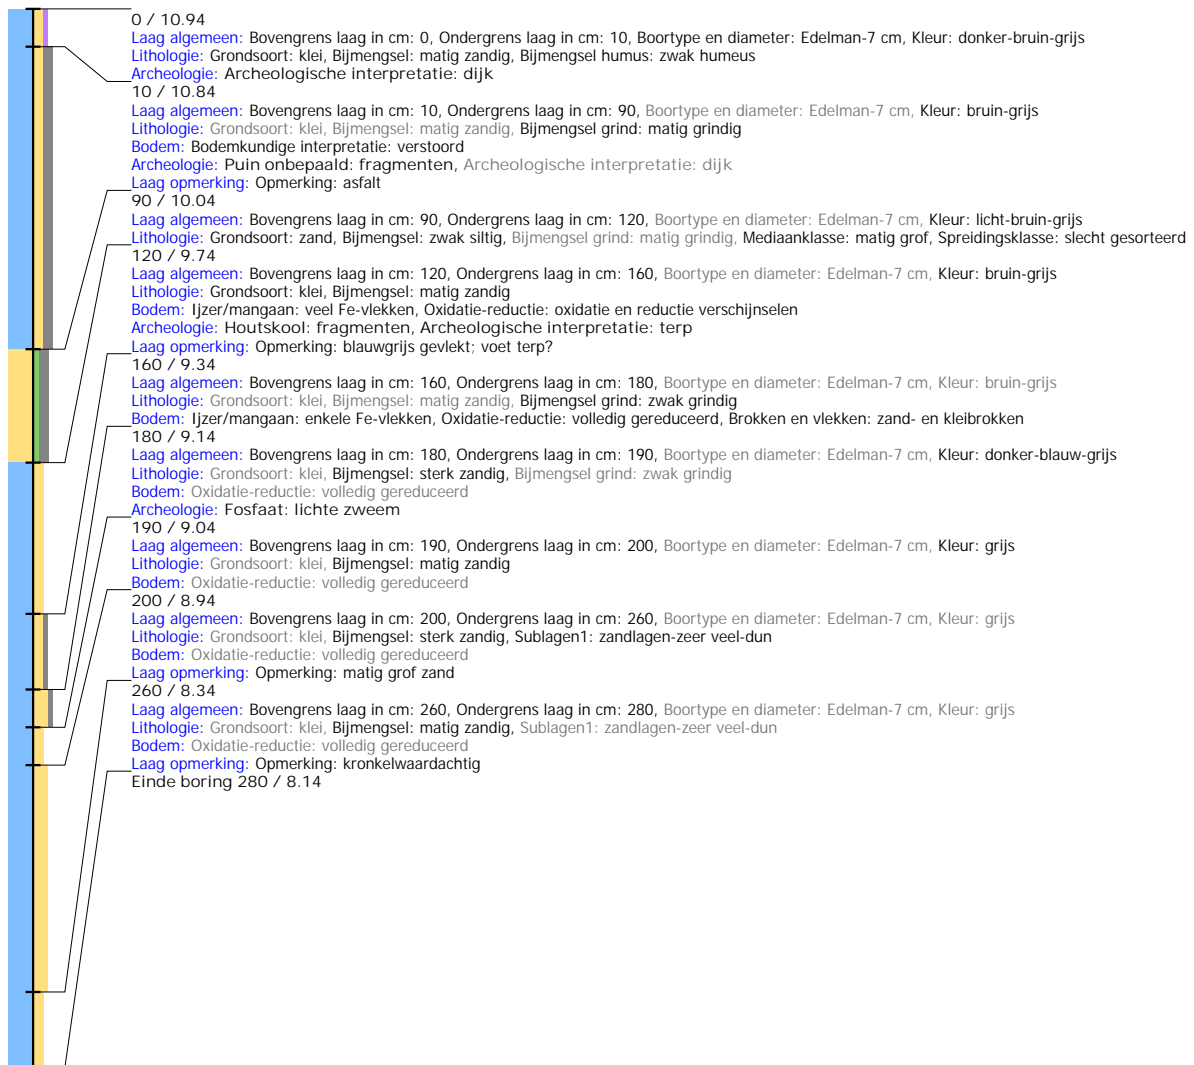 0 / 10.94
Laag algemeen: Bovengrens laag in cm: 0, Ondergrens laag in cm: 10, Boortype en diameter: Edelman-7 cm, Kleur: donker-bruin-grijs
Lithologie: Grondsoort: klei, Bijmengsel: matig zandig, Bijmengsel humus: zwak humeus
Archeologie: Archeologische interpretatie: dijk
10 / 10.84
Laag algemeen: Bovengrens laag in cm: 10, Ondergrens laag in cm: 90, Boortype en diameter: Edelman-7 cm, Kleur: bruin-grijs
Lithologie: Grondsoort: klei, Bijmengsel: matig zandig, Bijmengsel grind: matig grindig
Bodem: Bodemkundige interpretatie: verstoord
Archeologie: Puin onbepaald: fragmenten, Archeologische interpretatie: dijk
Laag opmerking: Opmerking: asfalt
90 / 10.04
Laag algemeen: Bovengrens laag in cm: 90, Ondergrens laag in cm: 120, Boortype en diameter: Edelman-7 cm, Kleur: licht-bruin-grijs
Lithologie: Grondsoort: zand, Bijmengsel: zwak siltig, Bijmengsel grind: matig grindig, Mediaanklasse: matig grof, Spreidingsklasse: slecht gesorteerd
120 / 9.74
Laag algemeen: Bovengrens laag in cm: 120, Ondergrens laag in cm: 160, Boortype en diameter: Edelman-7 cm, Kleur: bruin-grijs
Lithologie: Grondsoort: klei, Bijmengsel: matig zandig
Bodem: Ijzer/mangaan: veel Fe-vlekken, Oxidatie-reductie: oxidatie en reductie verschijnselen
Archeologie: Houtskool: fragmenten, Archeologische interpretatie: terp
Laag opmerking: Opmerking: blauwgrijs gevlekt; voet terp?
160 / 9.34
Laag algemeen: Bovengrens laag in cm: 160, Ondergrens laag in cm: 180, Boortype en diameter: Edelman-7 cm, Kleur: bruin-grijs
Lithologie: Grondsoort: klei, Bijmengsel: matig zandig, Bijmengsel grind: zwak grindig
Bodem: Ijzer/mangaan: enkele Fe-vlekken, Oxidatie-reductie: volledig gereduceerd, Brokken en vlekken: zand- en kleibrokken
180 / 9.14
Laag algemeen: Bovengrens laag in cm: 180, Ondergrens laag in cm: 190, Boortype en diameter: Edelman-7 cm, Kleur: donker-blauw-grijs
Lithologie: Grondsoort: klei, Bijmengsel: sterk zandig, Bijmengsel grind: zwak grindig
Bodem: Oxidatie-reductie: volledig gereduceerd
Archeologie: Fosfaat: lichte zweem
190 / 9.04
Laag algemeen: Bovengrens laag in cm: 190, Ondergrens laag in cm: 200, Boortype en diameter: Edelman-7 cm, Kleur: grijs
Lithologie: Grondsoort: klei, Bijmengsel: matig zandig
Bodem: Oxidatie-reductie: volledig gereduceerd
200 / 8.94
Laag algemeen: Bovengrens laag in cm: 200, Ondergrens laag in cm: 260, Boortype en diameter: Edelman-7 cm, Kleur: grijs
Lithologie: Grondsoort: klei, Bijmengsel: sterk zandig, Sublagen1: zandlagen-zeer veel-dun
Bodem: Oxidatie-reductie: volledig gereduceerd
Laag opmerking: Opmerking: matig grof zand
260 / 8.34
Laag algemeen: Bovengrens laag in cm: 260, Ondergrens laag in cm: 280, Boortype en diameter: Edelman-7 cm, Kleur: grijs
Lithologie: Grondsoort: klei, Bijmengsel: matig zandig, Sublagen1: zandlagen-zeer veel-dun
Bodem: Oxidatie-reductie: volledig gereduceerd
Laag opmerking: Opmerking: kronkelwaardachtig
Einde boring 280 / 8.14